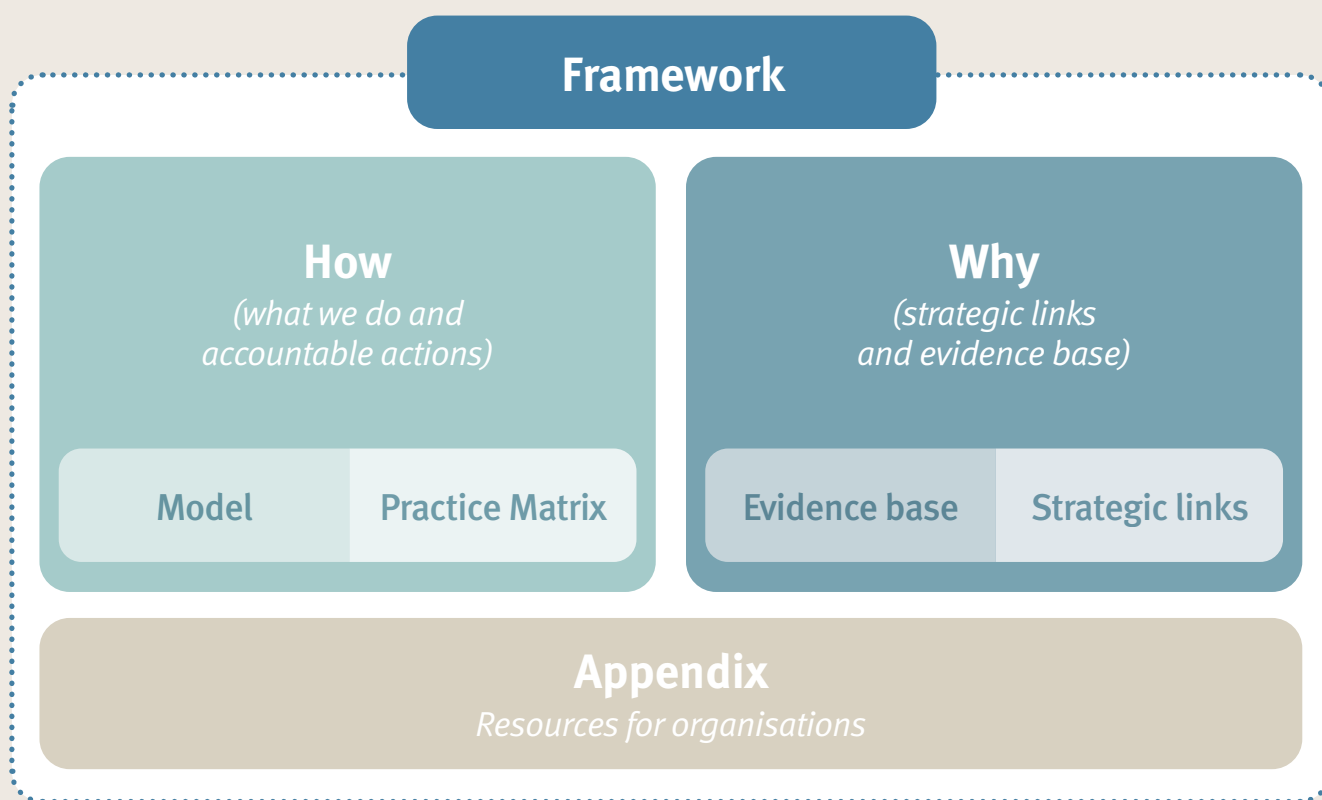 Framework
How
(what we do and
accountable actions)
Model
Practice Matrix
Why
(strategic links
and evidence base)
Evidence base
Strategic links
Appendix
Resources for organisations